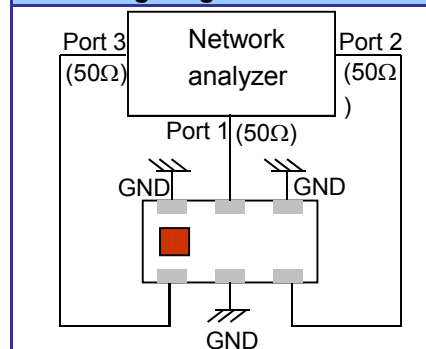 Port 3
(50Ω)
Network
analyzer
Port 2
(50Ω
)
Port 1 (50Ω)
GND
GND
GND